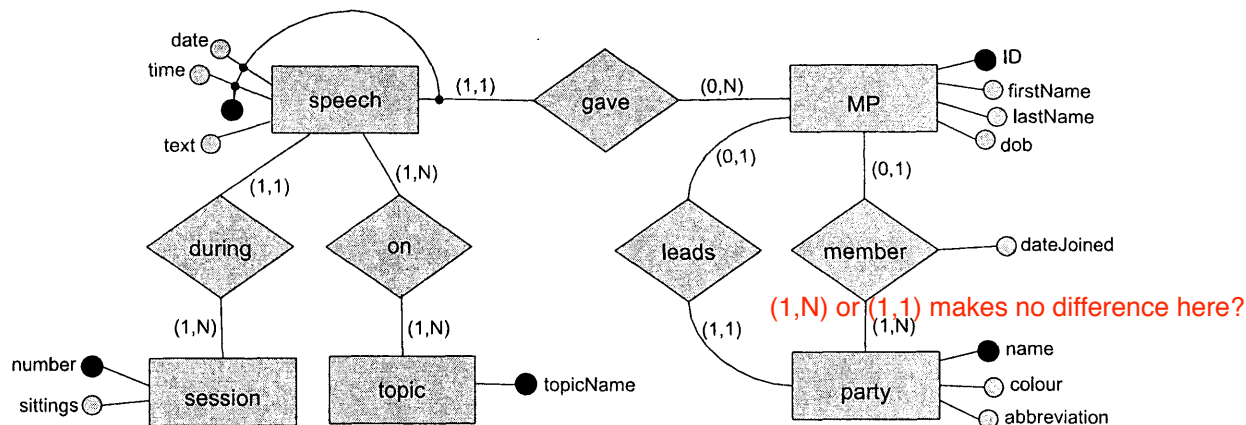 date
time
speech
text
(1,1)
gave
(0,N)
MP
ID
firstName
lastName
dob
(1,1)
(1,N)
(0,1)
(0,1)
during
on
leads
member
dateJoined
(1,N) or (1,1) makes no difference here?
(1,N)
(1,N)
(1,1)
(1,N)
number
sittings
session
topic
topicName
party
name
colour
abbreviation